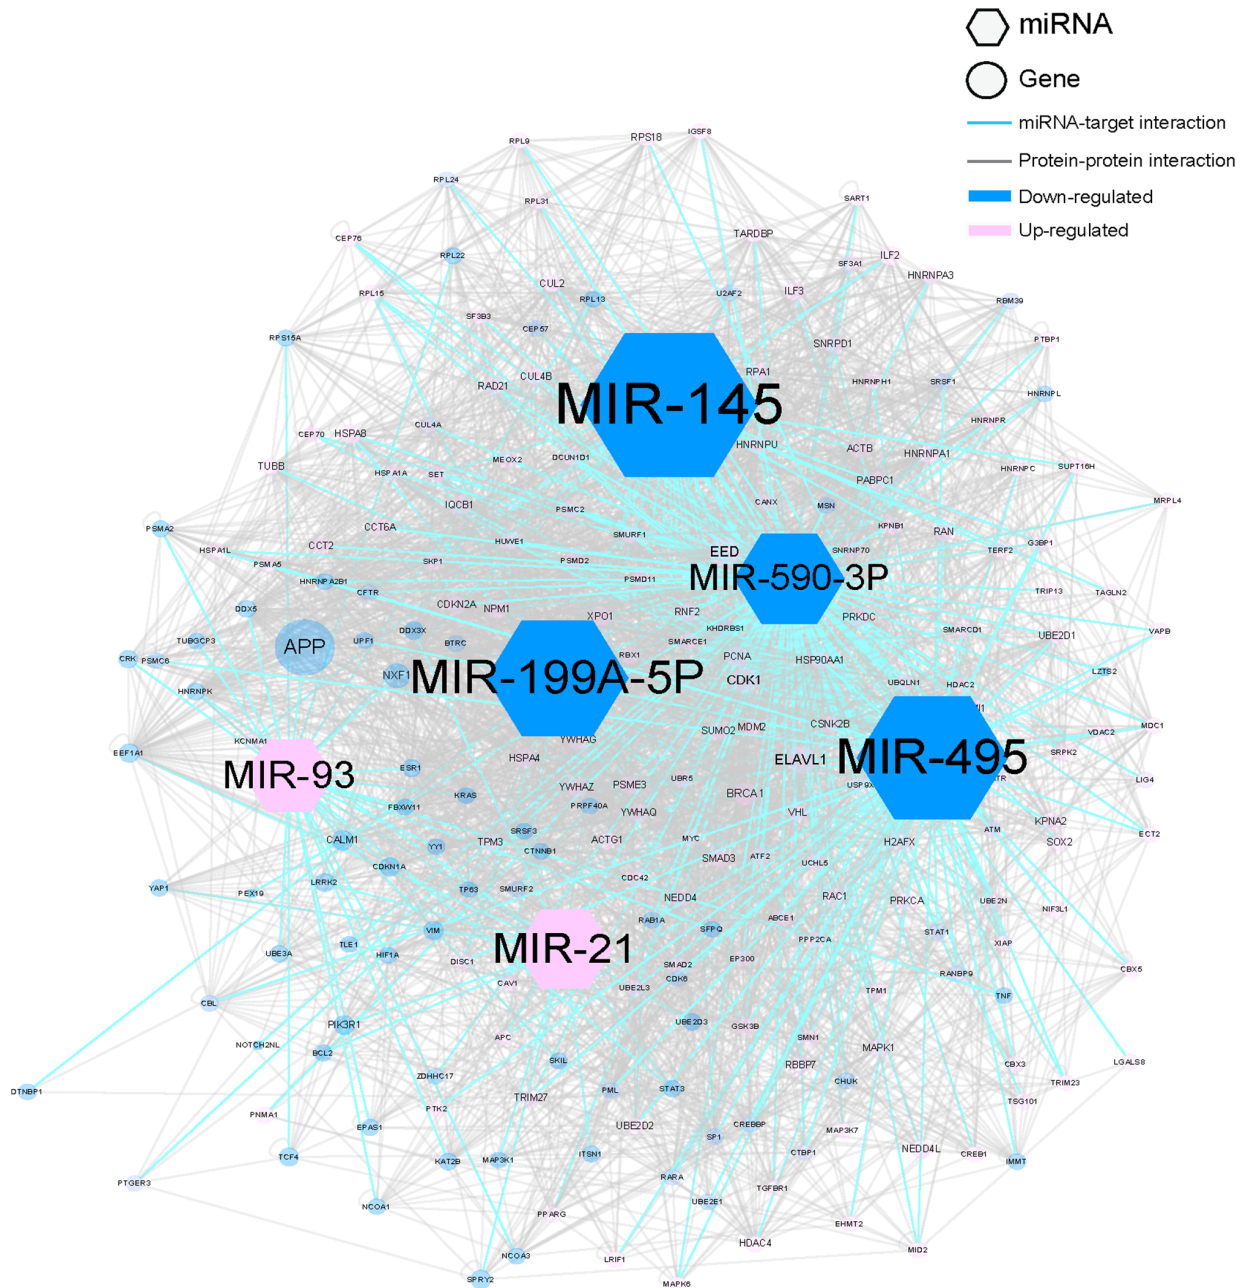 miRNA
Gene
miRNA-target interaction
Protein-protein interaction
Down-regulated
Up-regulated
IGSF8
RPL9
RPS18
RPL24
RPL31
SART1
CEP76
TARDBP
RPL22
ILF2
SF3A1
HNRNPA3
CUL2
RPL15
U2AF2
ILF3
RPL13
RBM39
SF3B3
CEP57
RPS15A
PTBP1
SNRPD1
RPA1
CUL4B
RAD21
HNRNPH1
SRSF1
HNRNPL
MIR-145
HNRNPR
CUL4A
CEP70
HSPA8
HNRNPU
ACTB
HNRNPA1
MEOX2
DCUN1D1
TUBB
HSPA1A
SET
HNRNPC
SUPT16H
PABPC1
MRPL4
IQCB1
PSMC2
CANX
MSN
PSMA2
CCT6A
KPNB1
RAN
SMURF1
HUWE1
G3BP1
CCT2
HSPA1L
EED
SNRNP70
TERF2
PSMA5
SKP1
PSMD2
HNRNPA2B1
CFTR
PSMD11
MIR-590-3P
TRIP13
TAGLN2
CDKN2A
NPM1
DDX5
XPO1
RNF2
PRKDC
DDX3X
KHDRBS1
VAPB
UBE2D1
TUBGCP3
UPF1
BTRC
SMARCE1
SMARCD1
APP
CRK
PSMC6
RBX1
PCNA
HSP90AA1
NXF1
MIR-199A-5P
CDK1
LZTS2
UBQLN1
HDAC2
HNRNPK
SUMO2
MDM2
CSNK2B
MDC1
VDAC2
YWHAG
KCNMA1
EEF1A1
SRPK2
HSPA4
ELAVL1
MIR-495
ESR1
MIR-93
UBR5
LIG4
YWHAZ
PSME3
USP9X
BRCA1
KRAS
FBXW11
PRPF40A
YWHAQ
VHL
KPNA2
SRSF3
ATM
ECT2
CALM1
TPM3
ACTG1
MYC
H2AFX
SOX2
YY1
CTNNB1
SMAD3
ATF2
UCHL5
CDKN1A
CDC42
LRRK2
YAP1
PEX19
TP63
SMURF2
NEDD4
RAC1
PRKCA
UBE2N
NIF3L1
RAB1A
ABCE1
VIM
SFPQ
PPP2CA
STAT1
TLE1
XIAP
MIR-21
UBE3A
HIF1A
DISC1
SMAD2
EP300
CBX5
RANBP9
CDK6
CAV1
UBE2L3
TPM1
TNF
CBL
PIK3R1
UBE2D3
GSK3B
APC
SMN1
NOTCH2NL
BCL2
SKIL
MAPK1
RBBP7
LGALS8
CBX3
ZDHHC17
CHUK
TRIM23
DTNBP1
PML
STAT3
TRIM27
TSG101
PNMA1
PTK2
EPAS1
UBE2D2
CREBBP
MAP3K7
SP1
NEDD4L
TCF4
KAT2B
MAP3K1
ITSN1
CTBP1
CREB1
IMMT
PTGER3
RARA
TGFBR1
NCOA1
UBE2E1
PPARG
EHMT2
NCOA3
LRIF1
HDAC4
MID2
SPRY2
MAPK6